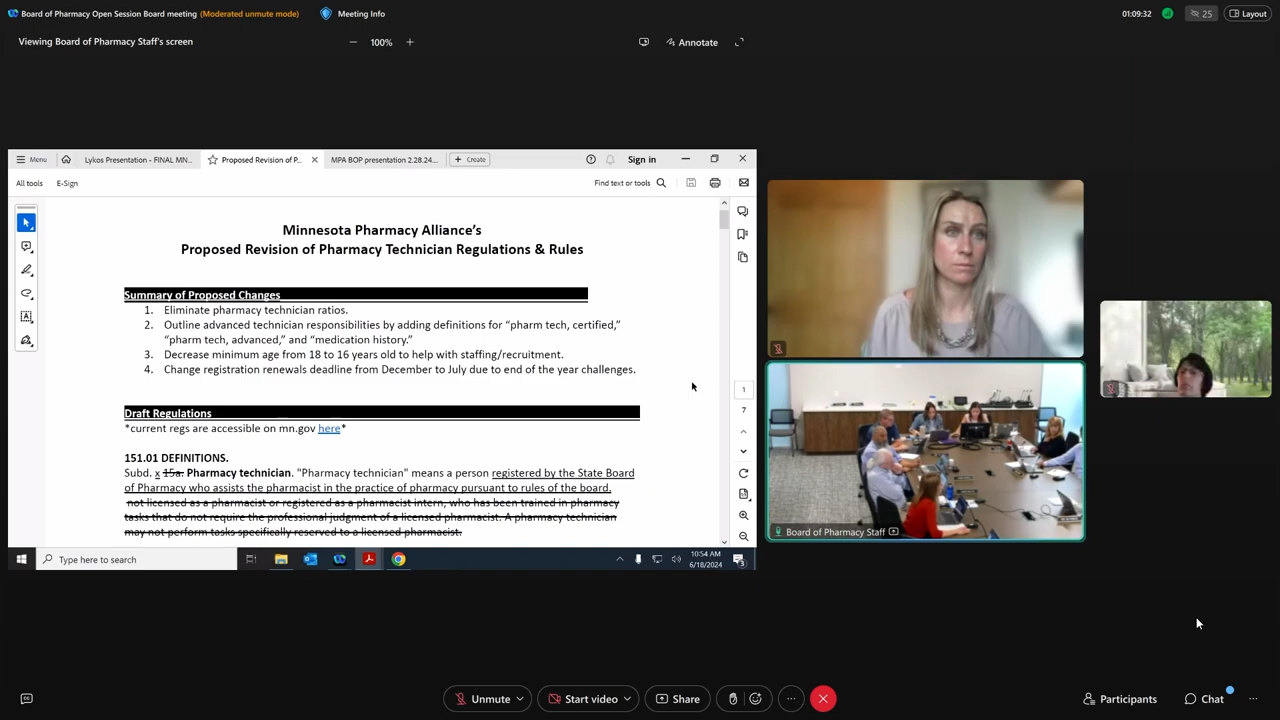 Board of Pharmacy Open Session Board meeting (Moderated unmute mode) Meeting Info 01:09:32 25 Layout
Viewing Board of Pharmacy Staff's screen 100% Annotate
Menu Lykos Presentation - FINAL MN... Proposed Revision of P... MPA BOP presentation 2.28.24... Create Sign in
All tools E-Sign Find text or tools
Minnesota Pharmacy Alliance's
Proposed Revision of Pharmacy Technician Regulations & Rules
Summary of Proposed Changes
1. Eliminate pharmacy technician ratios.
2. Outline advanced technician responsibilities by adding definitions for “pharm tech, certified,”
“pharm tech, advanced,” and “medication history.”
3. Decrease minimum age from 18 to 16 years old to help with staffing/recruitment.
4. Change registration renewals deadline from December to July due to end of the year challenges.
1
7
Draft Regulations
*current regs are accessible on mn.gov here*
151.01 DEFINITIONS.
Subd. x 15a. Pharmacy technician. "Pharmacy technician" means a person registered by the State Board
of Pharmacy who assists the pharmacist in the practice of pharmacy pursuant to rules of the board.
not licensed as a pharmacist or registered as a pharmacist intern, who has been trained in pharmacy
tasks that do not require the professional judgment of a licensed pharmacist. A pharmacy technician
may not perform tasks specifically reserved to a licensed pharmacist.
Board of Pharmacy Staff
Type here to search
10:54 AM
6/18/2024
3
Unmute Start video Share Participants Chat